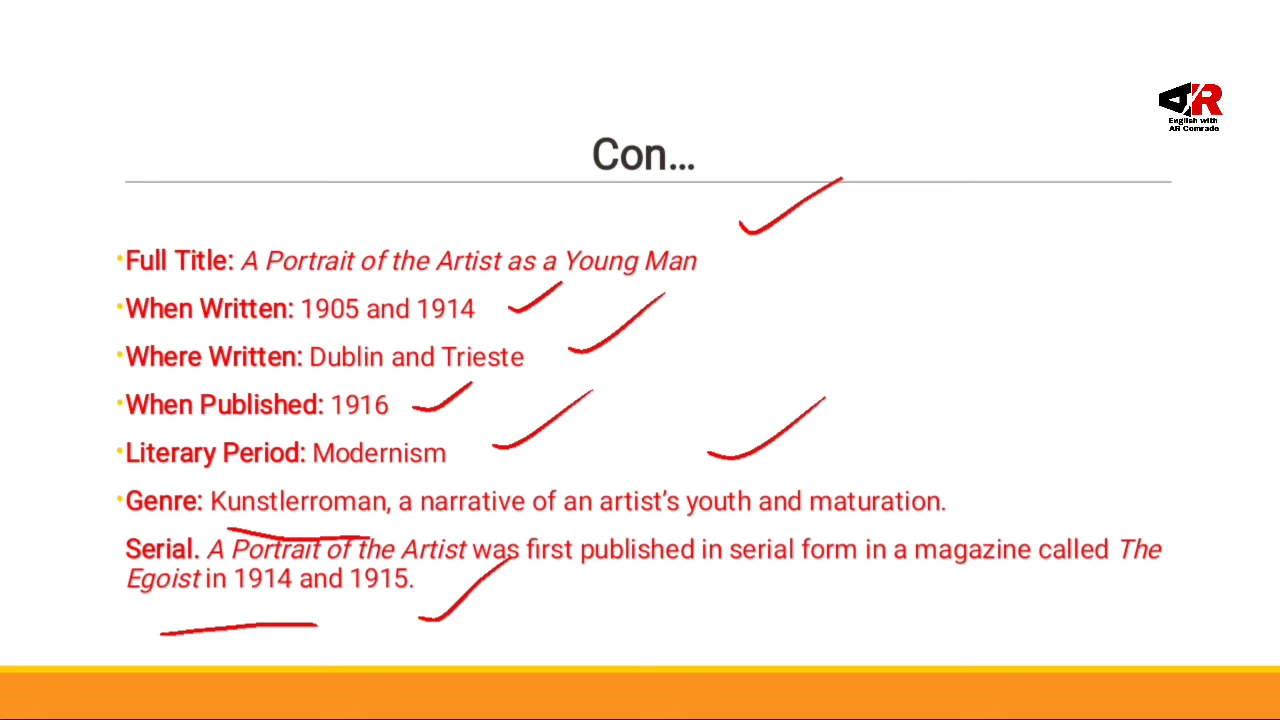 AR
English with
AR Comrade
Con...
•Full Title: A Portrait of the Artist as a Young Man
•When Written: 1905 and 1914
•Where Written: Dublin and Trieste
•When Published: 1916
•Literary Period: Modernism
•Genre: Kunstlerroman, a narrative of an artist's youth and maturation.
Serial. A Portrait of the Artist was first published in serial form in a magazine called The
Egoist in 1914 and 1915.